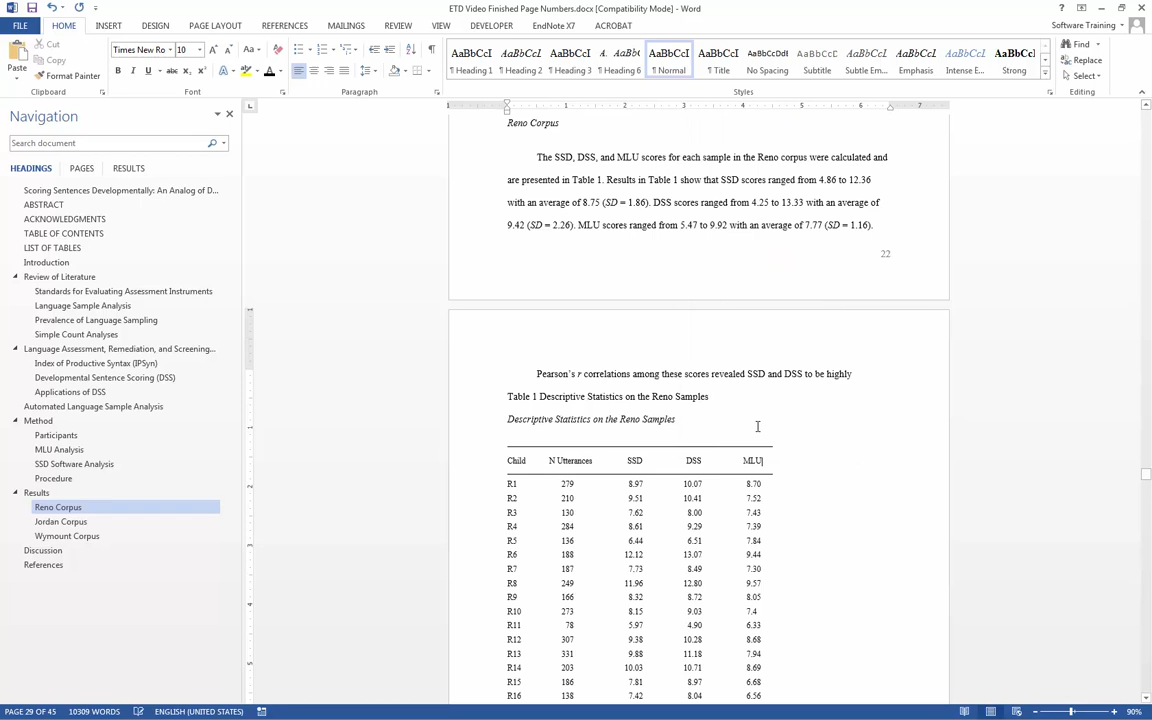 ETD Video Finished Page Numbers.docx [Compatibility Mode] - Word
FILE HOME INSERT DESIGN PAGE LAYOUT REFERENCES MAILINGS REVIEW VIEW DEVELOPER EndNote X7 ACROBAT Software Training
Paste
Cut
Copy
Format Painter
Clipboard
Times New Ro 10
Font
Paragraph
AaBbCcI AaBbCcL AaBbCcI A. AaBbC AaBbCcI AaBbCcI AaBbCcDdE AaBbCcD AaBbCcL AaBbCcL AaBbCcL AaBbCcI
¶ Heading 1 ¶ Heading 2 ¶ Heading 3 ¶ Heading 6 ¶ Normal ¶ Title No Spacing Subtitle Subtle Em... Emphasis Intense E... Strong
Styles
Find
Replace
Select
Editing
Navigation
Search document
HEADINGS PAGES RESULTS
Scoring Sentences Developmentally: An Analog of D...
ABSTRACT
ACKNOWLEDGMENTS
TABLE OF CONTENTS
LIST OF TABLES
Introduction
Review of Literature
Standards for Evaluating Assessment Instruments
Language Sample Analysis
Prevalence of Language Sampling
Simple Count Analyses
Language Assessment, Remediation, and Screening...
Index of Productive Syntax (IPSyn)
Developmental Sentence Scoring (DSS)
Applications of DSS
Automated Language Sample Analysis
Method
Participants
MLU Analysis
SSD Software Analysis
Procedure
Results
Reno Corpus
Jordan Corpus
Wymount Corpus
Discussion
References
Reno Corpus
The SSD, DSS, and MLU scores for each sample in the Reno corpus were calculated and
are presented in Table 1. Results in Table 1 show that SSD scores ranged from 4.86 to 12.36
with an average of 8.75 (SD = 1.86). DSS scores ranged from 4.25 to 13.33 with an average of
9.42 (SD = 2.26). MLU scores ranged from 5.47 to 9.92 with an average of 7.77 (SD = 1.16).
22
Pearson's r correlations among these scores revealed SSD and DSS to be highly
Table 1 Descriptive Statistics on the Reno Samples
Descriptive Statistics on the Reno Samples
Child N Utterances SSD DSS MLU
R1 279 8.97 10.07 8.70
R2 210 9.51 10.41 7.52
R3 130 7.62 8.00 7.43
R4 284 8.61 9.29 7.39
R5 136 6.44 6.51 7.84
R6 188 12.12 13.07 9.44
R7 187 7.73 8.49 7.30
R8 249 11.96 12.80 9.57
R9 166 8.32 8.72 8.05
R10 273 8.15 9.03 7.4
R11 78 5.97 4.90 6.33
R12 307 9.38 10.28 8.68
R13 331 9.88 11.18 7.94
R14 203 10.03 10.71 8.69
R15 186 7.81 8.97 6.68
R16 138 7.42 8.04 6.56
PAGE 29 OF 45 10309 WORDS ENGLISH (UNITED STATES) 90%